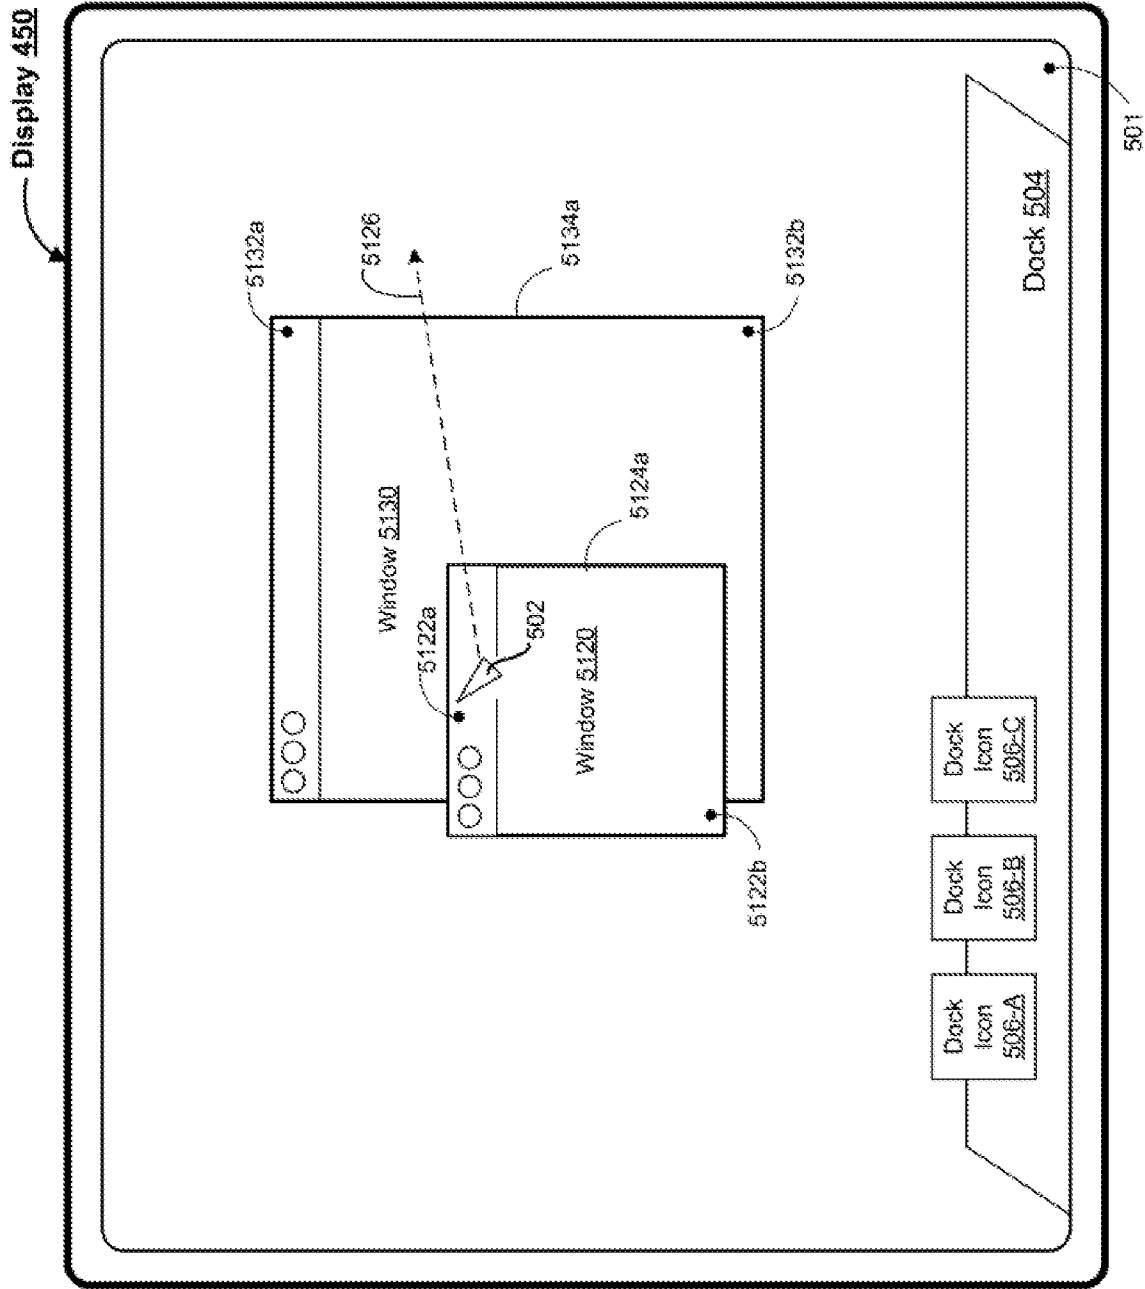 Display 450
5132a
5126
5134a
5132b
Window 5130
5124a
5122a
502
Window 5120
5122b
Dock 504
501
Dock
Icon
506-A
Dock
Icon
506-B
Dock
Icon
506-C